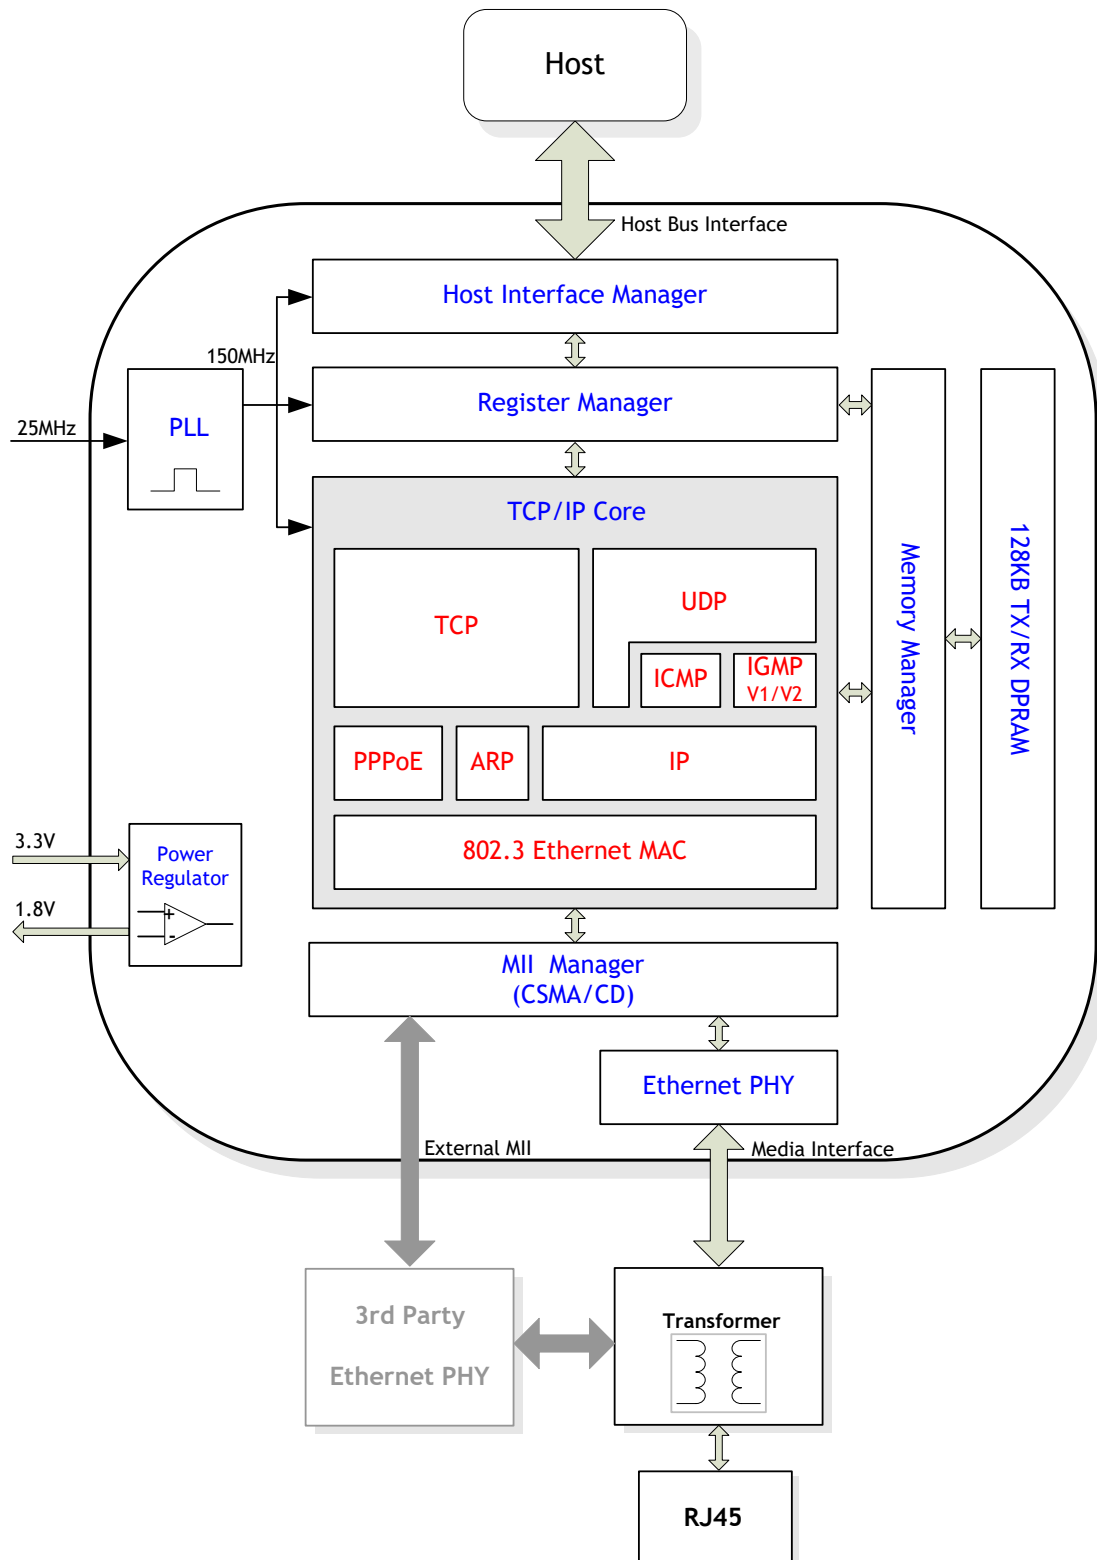 Host
Host Bus Interface
Host Interface Manager
150MHz
Register Manager
25MHz
PLL
TCP/IP Core
TCP
UDP
ICMP
IGMP
V1/V2
PPPoE
ARP
IP
802.3 Ethernet MAC
Memory Manager
128KB TX/RX DPRAM
3.3V
1.8V
Power
Regulator
+
-
MII Manager
(CSMA/CD)
Ethernet PHY
External MII
Media Interface
3rd Party
Ethernet PHY
Transformer
RJ45